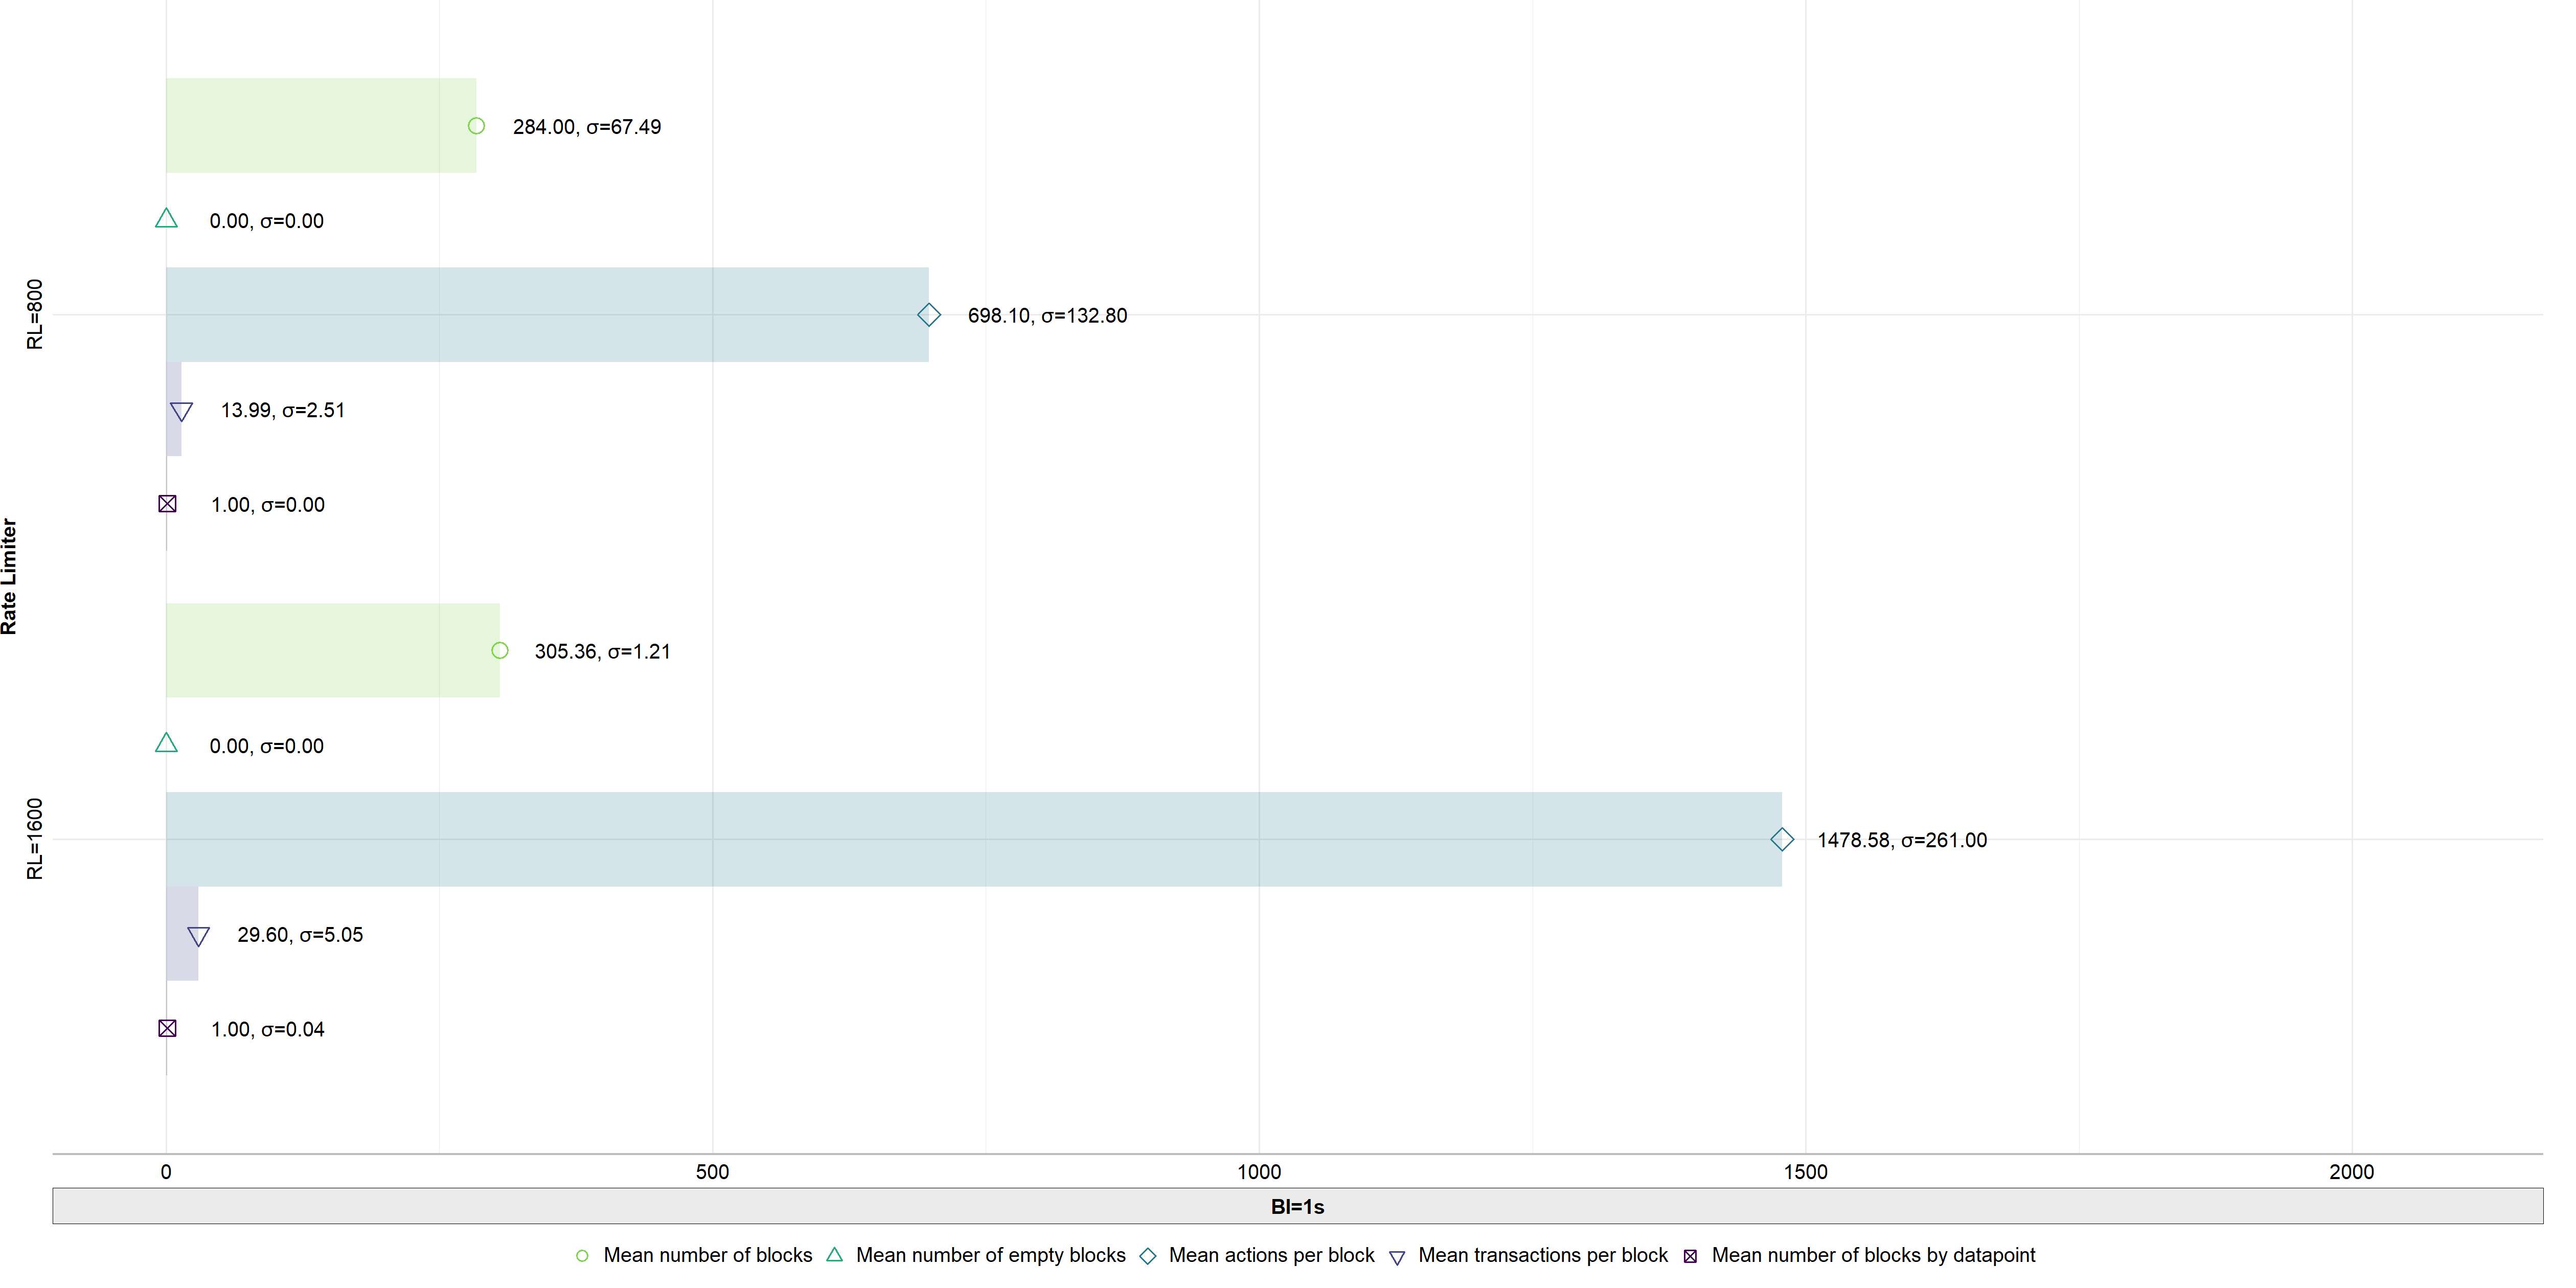 284.00, σ=67.49
0.00, σ=0.00
RL=800
698.10, σ=132.80
13.99, σ=2.51
1.00, σ=0.00
Rate Limiter
305.36, σ=1.21
0.00, σ=0.00
RL=1600
1478.58, σ=261.00
29.60, σ=5.05
1.00, σ=0.04
0 500 1000 1500 2000
BI=1s
Mean number of blocks Mean number of empty blocks Mean actions per block Mean transactions per block Mean number of blocks by datapoint